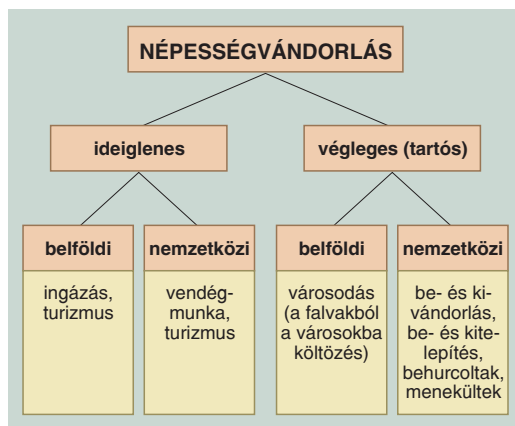 NÉPESSÉGVÁNDORLÁS
ideiglenes
végleges (tartós)
belföldi
ingázás,
turizmus
nemzetközi
vendég-
munka,
turizmus
belföldi
városodás
(a falvakból
a városokba
költözés)
nemzetközi
be- és ki-
vándorlás,
be- és kite-
lepítés,
behurcoltak,
menekültek